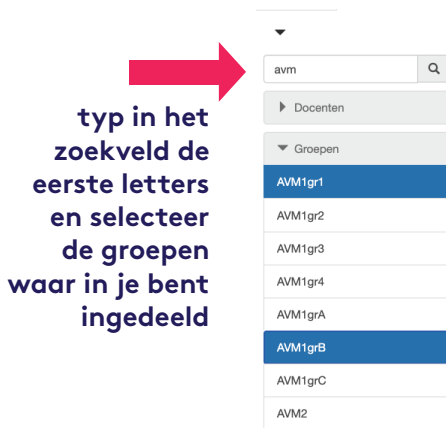 typ in het
zoekveld de
eerste letters
en selecteer
de groepen
waar in je bent
ingedeeld
avm
Docenten
Groepen
AVM1gr1
AVM1gr2
AVM1gr3
AVM1gr4
AVM1grA
AVM1grB
AVM1grC
AVM2